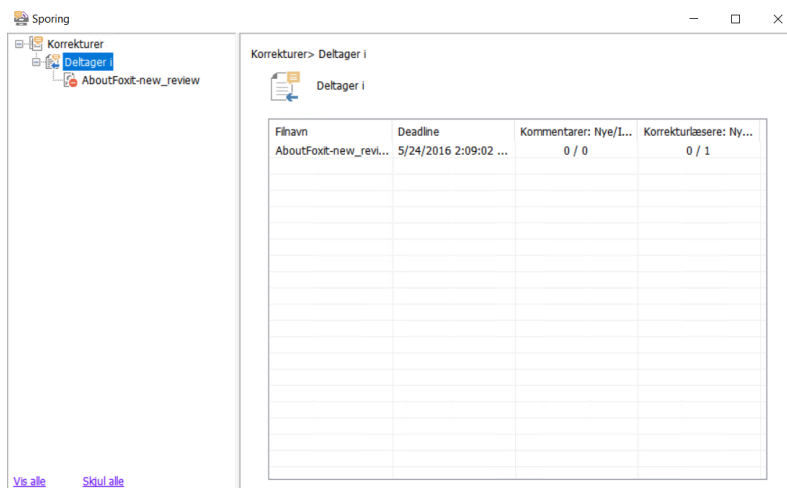 Sporing
Korrekturer
Deltager i
AboutFoxit-new_review
Vis alle Skjul alle
Korrekturer> Deltager i
Deltager i
Filnavn Deadline Kommentarer: Nye/I... Korrekturlæsere: Ny...
AboutFoxit-new_revi... 5/24/2016 2:09:02 ... 0 / 0 0 / 1